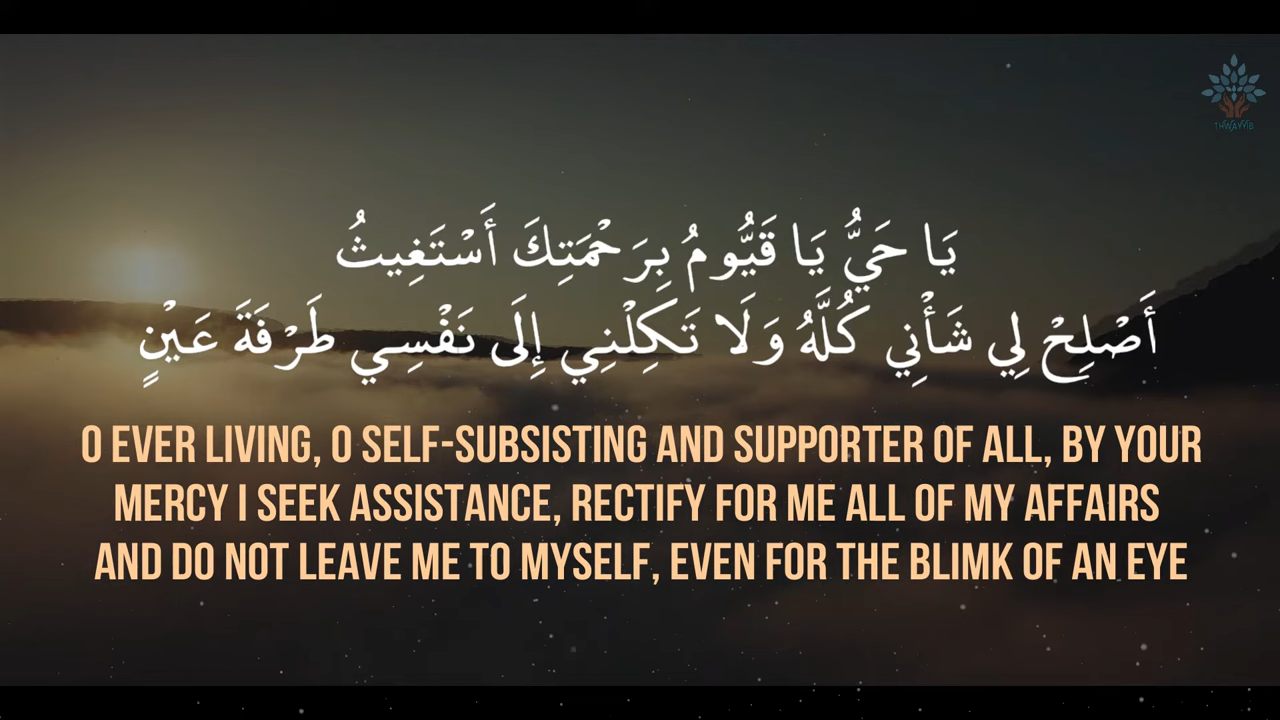 THWAYYIB
يَا حَيُّ يَا قَيُّومُ بِرَحْمَتِكَ أَسْتَغِيثُ
أَصْلِحْ لِي شَأْنِي كُلَّهُ وَلَا تَكِلْنِي إِلَى نَفْسِي طَرْفَةَ عَيْنٍ
O EVER LIVING, O SELF-SUBSISTING AND SUPPORTER OF ALL, BY YOUR
MERCY I SEEK ASSISTANCE, RECTIFY FOR ME ALL OF MY AFFAIRS
AND DO NOT LEAVE ME TO MYSELF, EVEN FOR THE BLIMK OF AN EYE